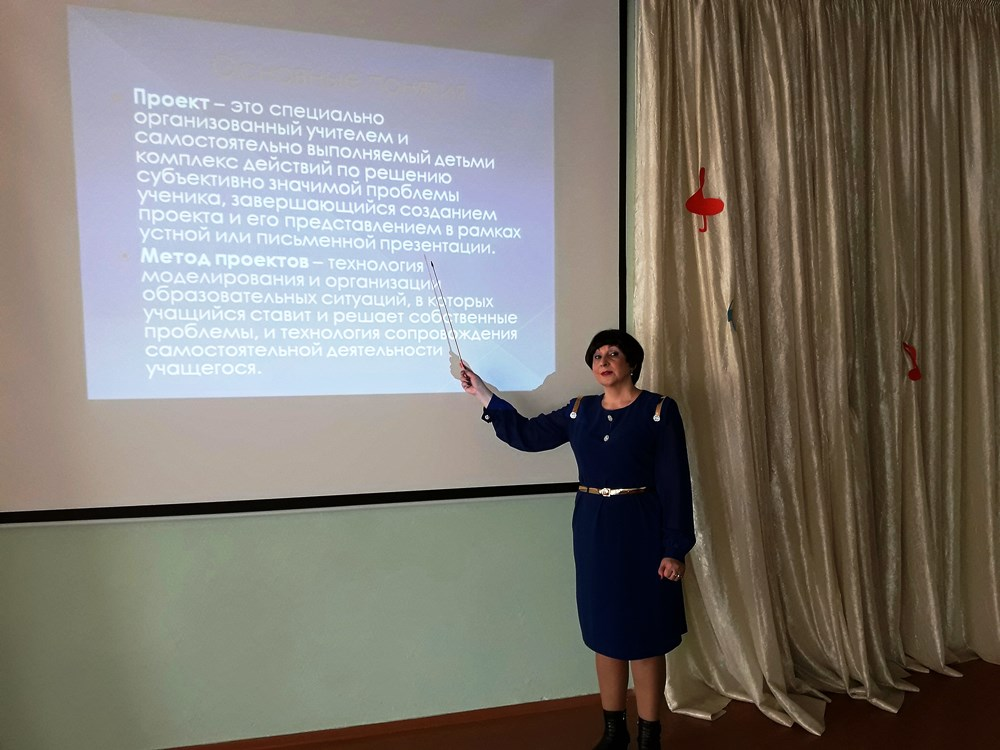 Проект – это специально
организованный учителем и
самостоятельно выполняемый детьми
комплекс действий по решению
субъективно значимой проблемы
ученика, завершающийся созданием
проекта и его представлением в рамках
устной или письменной презентации.
Метод проектов – технология
моделирования и организации
образовательных ситуаций, в которых
учащийся ставит и решает собственные
проблемы, и технология сопровождения
самостоятельной деятельности
учащегося.